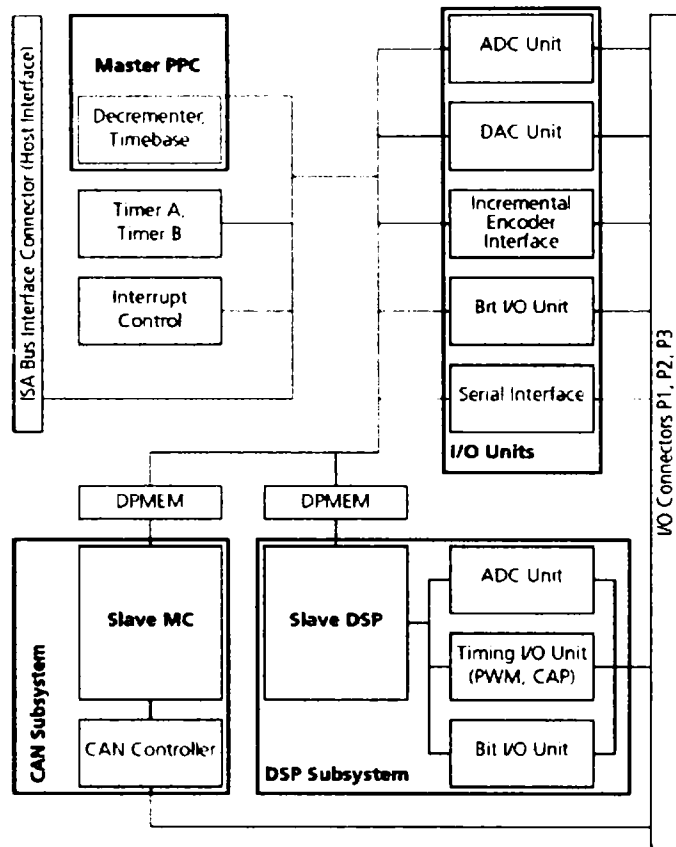 ISA Bus Interface Connector (Host Interface)
Master PPC
Decrementer,
Timebase
Timer A,
Timer B
Interrupt
Control
ADC Unit
DAC Unit
Incremental
Encoder
Interface
Bit I/O Unit
Serial Interface
I/O Units
I/O Connectors P1, P2, P3
DPMEM
DPMEM
CAN Subsystem
Slave MC
CAN Controller
Slave DSP
DSP Subsystem
ADC Unit
Timing I/O Unit
(PWM, CAP)
Bit I/O Unit